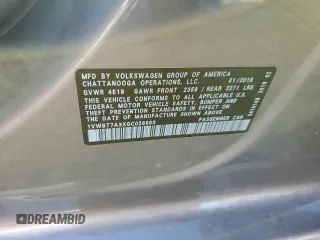 MFD BY VOLKSWAGEN GROUP OF AMERICA
CHATTANOOGA OPERATIONS, LLC. 01/2016
GVWR 4519 GAWR FRONT 2369 / REAR 2271 LBS
THIS VEHICLE CONFORMS TO ALL APPLICABLE
FEDERAL MOTOR VEHICLE SAFETY, BUMPER AND
THEFT PREVENTION STANDARDS IN EFFECT ON
THE DATE OF MANUFACTURE SHOWN ABOVE.
PASSENGER CAR
DREAMBID